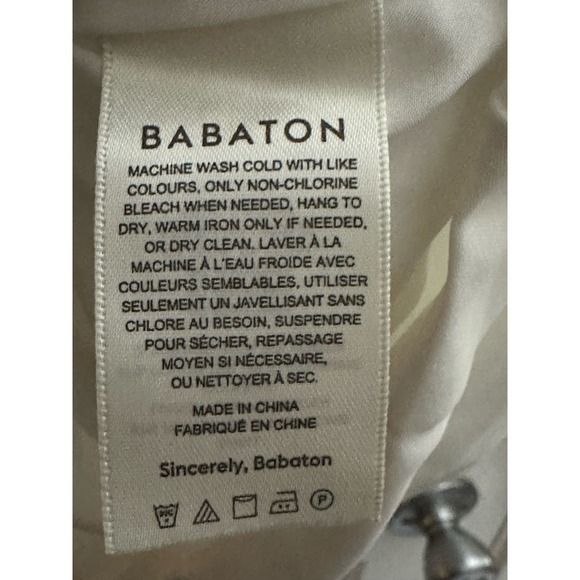 BABATON
MACHINE WASH COLD WITH LIKE
COLOURS, ONLY NON-CHLORINE
BLEACH WHEN NEEDED, HANG TO
DRY, WARM IRON ONLY IF NEEDED,
OR DRY CLEAN. LAVER À LA
MACHINE À L'EAU FROIDE AVEC
COULEURS SEMBLABLES, UTILISER
SEULEMENT UN JAVELLISANT SANS
CHLORE AU BESOIN, SUSPENDRE
POUR SÉCHER, REPASSAGE
MOYEN SI NÉCESSAIRE,
OU NETTOYER À SEC.
MADE IN CHINA
FABRIQUÉ EN CHINE
Sincerely, Babaton
30C P